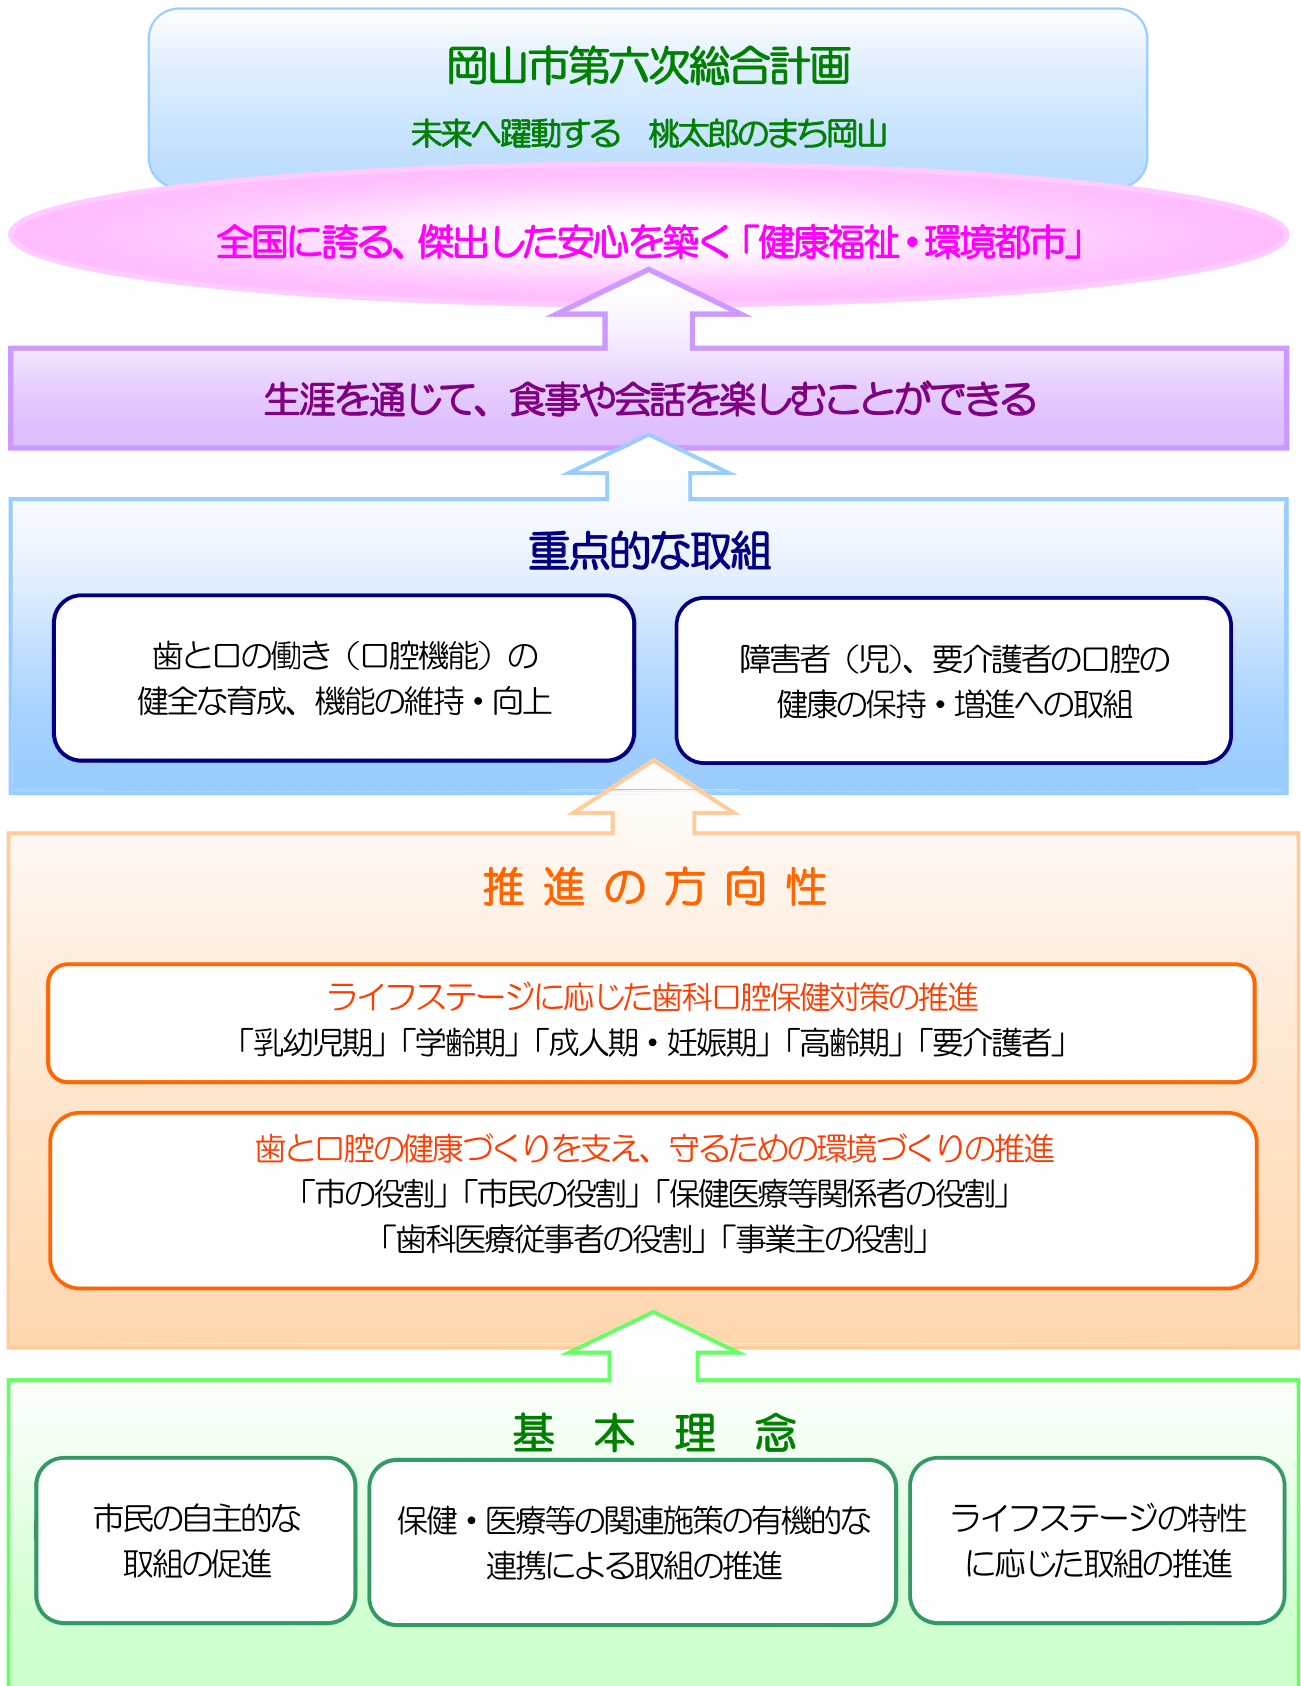 岡山市第六次総合計画
未来へ躍動する　桃太郎のまち岡山
全国に誇る、傑出した安心を築く「健康福祉・環境都市」
生涯を通じて、食事や会話を楽しむことができる
重点的な取組
歯と口の働き（口腔機能）の
健全な育成、機能の維持・向上
障害者（児）、要介護者の口腔の
健康の保持・増進への取組
推進の方向性
ライフステージに応じた歯科口腔保健対策の推進
「乳幼児期」「学齢期」「成人期・妊娠期」「高齢期」「要介護者」
歯と口腔の健康づくりを支え、守るための環境づくりの推進
「市の役割」「市民の役割」「保健医療等関係者の役割」
「歯科医療従事者の役割」「事業主の役割」
基　本　理　念
市民の自主的な
取組の促進
保健・医療等の関連施策の有機的な
連携による取組の推進
ライフステージの特性
に応じた取組の推進